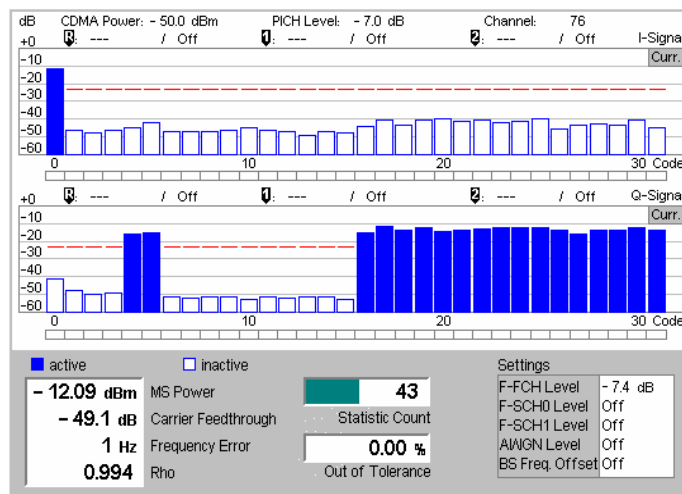 dB CDMA Power: - 50.0 dBm PICH Level: - 7.0 dB Channel: 76
+0 R: --- / Off 1: --- / Off 2: --- / Off I-Signa
-10 Curr.
-20
-30
-40
-50
-60
0 10 20 30 Code
+0 R: --- / Off 1: --- / Off 2: --- / Off Q-Signa
-10 Curr.
-20
-30
-40
-50
-60
0 10 20 30 Code
active inactive Settings
- 12.09 dBm MS Power 43 F-FCH Level - 7.4 dB
- 49.1 dB Carrier Feedthrough Statistic Count F-SCH0 Level Off
F-SCH1 Level Off
1 Hz Frequency Error 0.00 % AWGN Level Off
0.994 Rho Out of Tolerance BS Freq. Offset Off